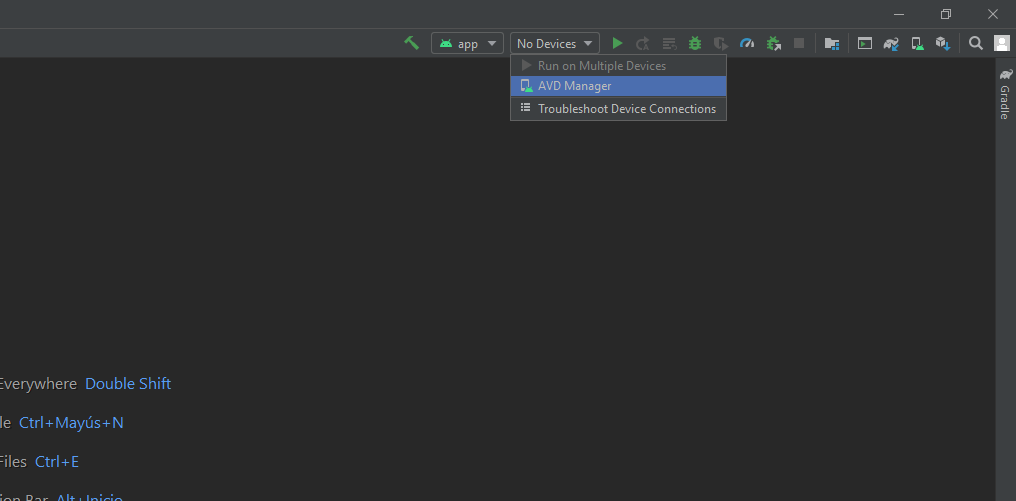 app
No Devices
Run on Multiple Devices
AVD Manager
Troubleshoot Device Connections
Gradle
Everywhere Double Shift
le Ctrl+Mayús+N
Files Ctrl+E
ion Bar Alt+Inicio